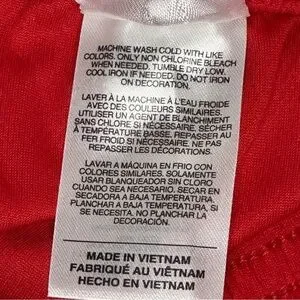 MACHINE WASH COLD WITH LIKE
COLORS. ONLY NON CHLORINE BLEACH
WHEN NEEDED. TUMBLE DRY LOW.
COOL IRON IF NEEDED. DO NOT IRON
ON DECORATION.
LAVER À LA MACHINE À L'EAU FROIDE
AVEC DES COULEURS SIMILAIRES.
UTILISER UN AGENT DE BLANCHIMENT
SANS CHLORE SI NÉCESSAIRE. SÉCHER
À TEMPÉRATURE BASSE. REPASSER AU
FER FROID SI NÉCESSAIRE. NE PAS
REPASSER LES DÉCORATIONS.
LAVAR A MÁQUINA EN FRIO CON
COLORES SIMILARES. SOLAMENTE
USAR BLANQUEADOR SIN CLORO
CUANDO SEA NECESARIO. SECAR EN
SECADORA A BAJA TEMPERATURA. SI
PLANCHAR A BAJA TEMPERATURA, SI
SE NECESITA. NO PLANCHAR LA
DECORACIÓN.
MADE IN VIETNAM
FABRIQUÉ AU VIÊTNAM
HECHO EN VIETNAM